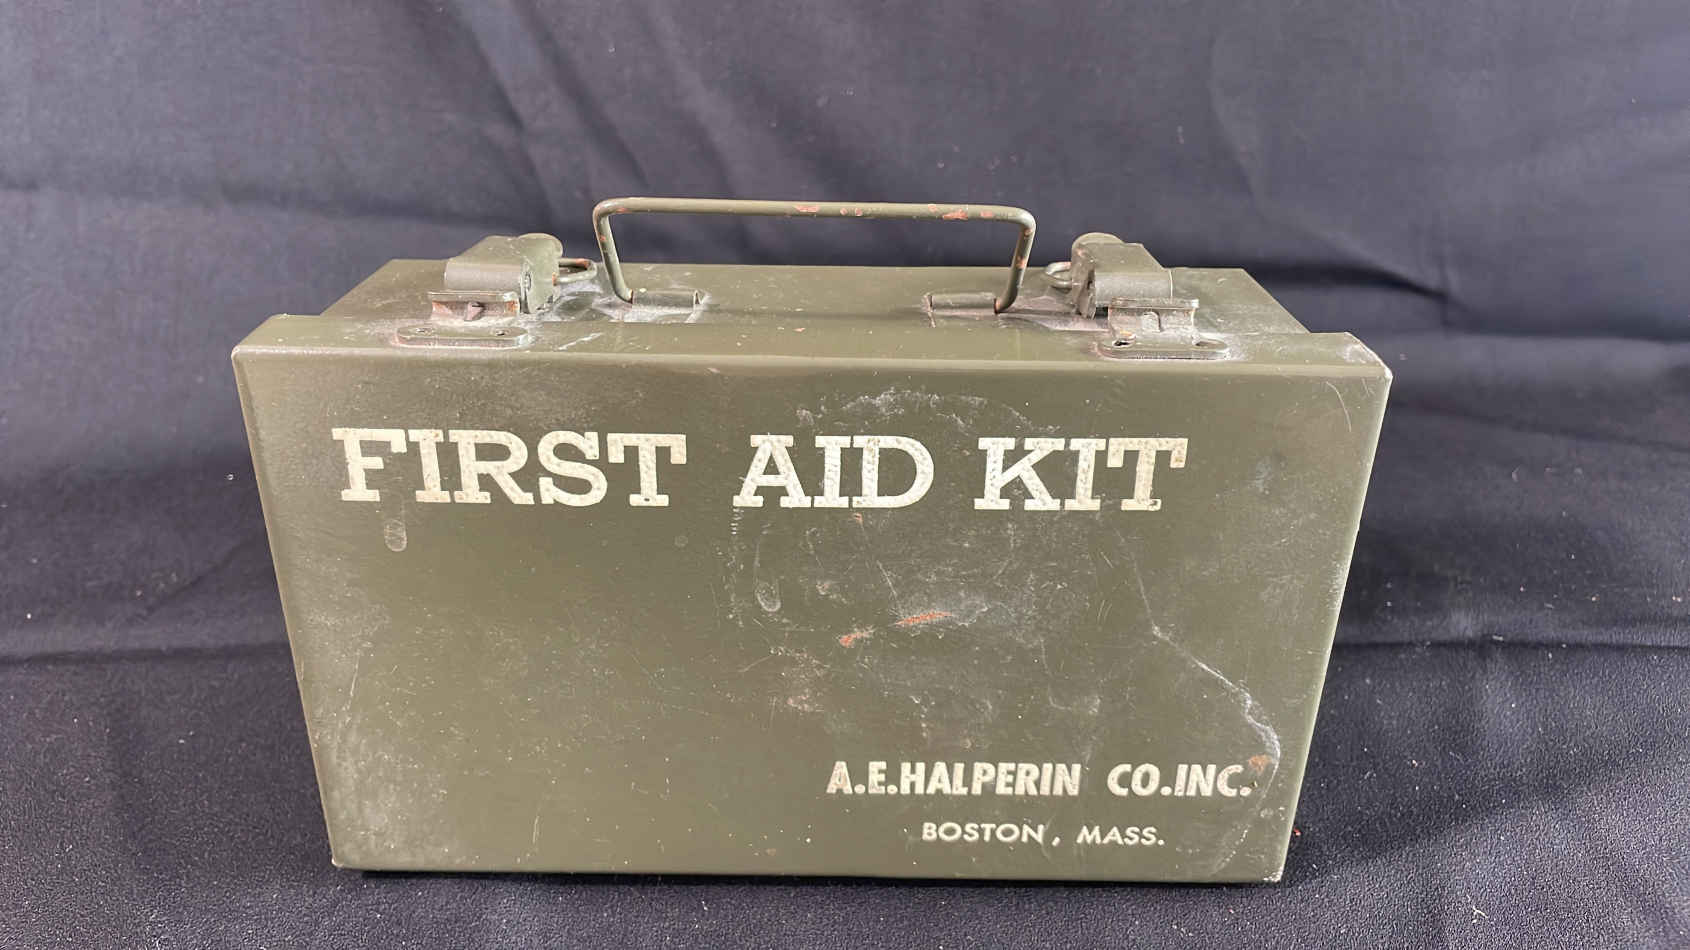 FIRST AID KIT
A.E.HALPERIN CO.INC.
BOSTON, MASS.